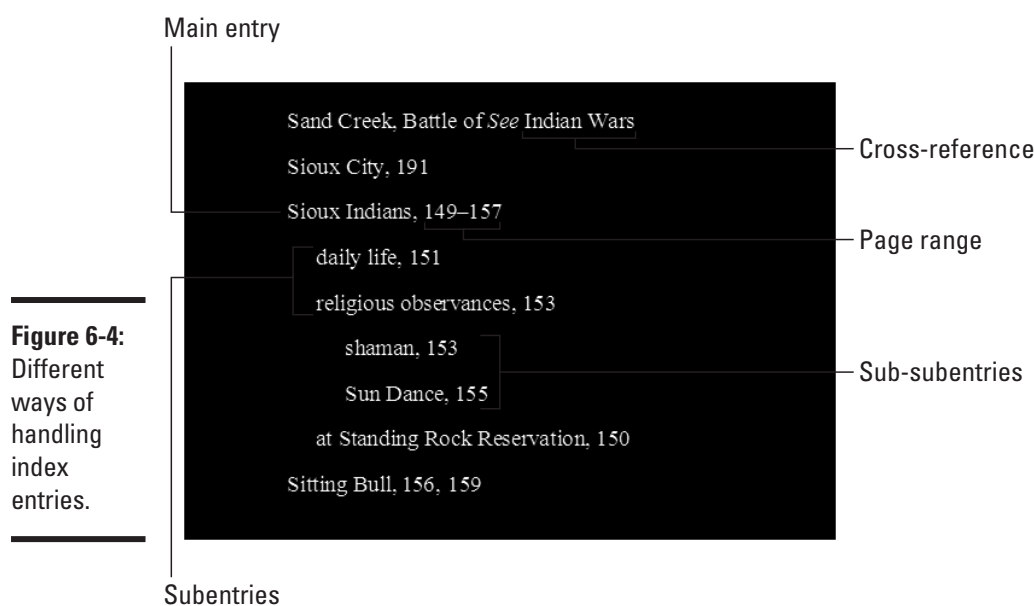 Main entry
Sand Creek, Battle of See Indian Wars
Cross-reference
Sioux City, 191
Sioux Indians, 149–157
Page range
daily life, 151
religious observances, 153
shaman, 153
Sub-subentries
Sun Dance, 155
at Standing Rock Reservation, 150
Sitting Bull, 156, 159
Subentries
Figure 6-4:
Different
ways of
handling
index
entries.